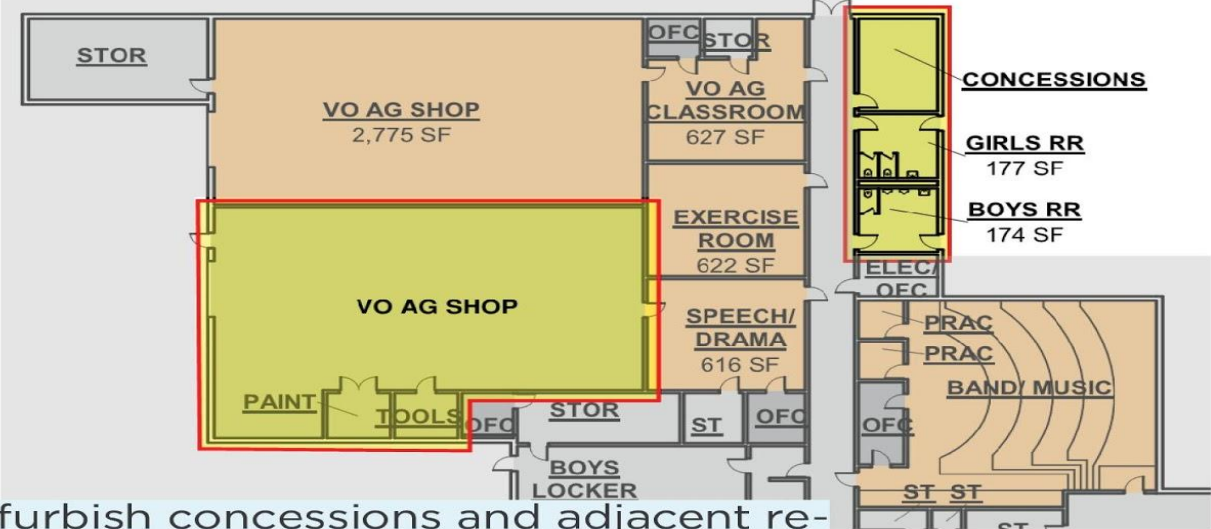 STOR
OFC
STOR
CONCESSIONS
VO AG SHOP
2,775 SF
VO AG
CLASSROOM
627 SF
GIRLS RR
177 SF
BOYS RR
174 SF
EXERCISE
ROOM
622 SF
ELEC/
OFC
VO AG SHOP
SPEECH/
DRAMA
616 SF
PRAC
PRAC
BAND/ MUSIC
PAINT
TOOLS
OFC
STOR
ST
OFC
OFC
BOYS
LOCKER
ST
ST
ST
furbish concessions and adjacent re-